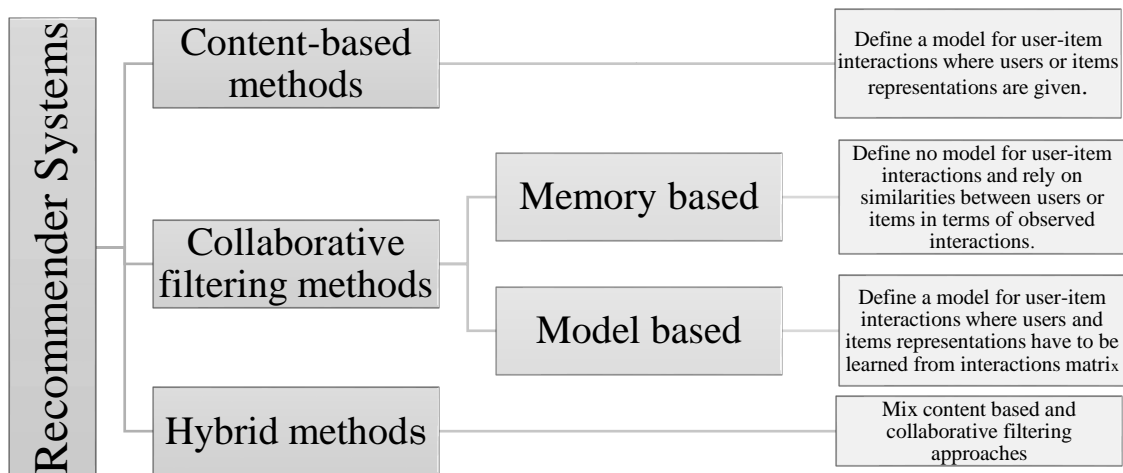 Recommender Systems
Content-based
methods
Define a model for user-item
interactions where users or items
representations are given.
Collaborative
filtering methods
Memory based
Define no model for user-item
interactions and rely on
similarities between users or
items in terms of observed
interactions.
Model based
Define a model for user-item
interactions where users and
items representations have to be
learned from interactions matrix
Hybrid methods
Mix content based and
collaborative filtering
approaches